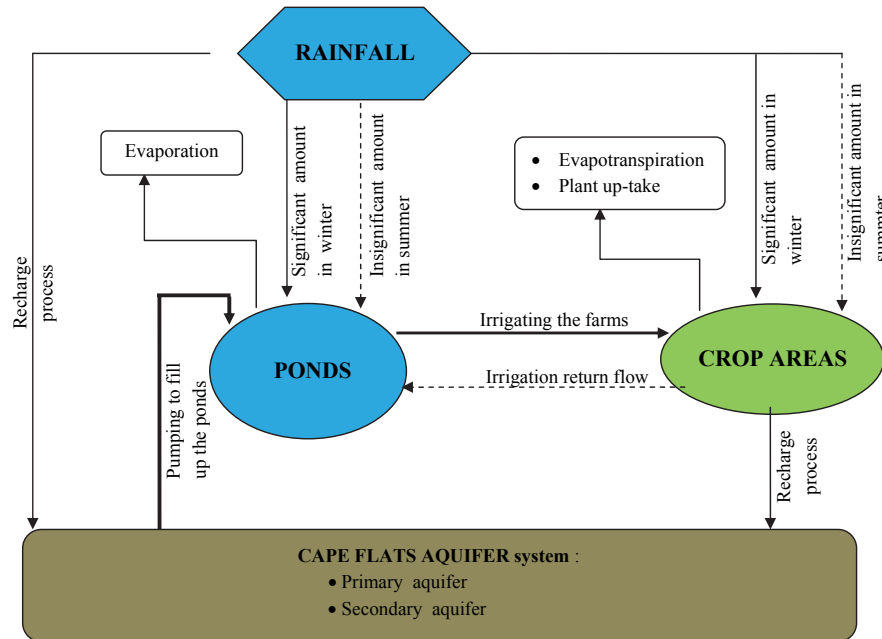 RAINFALL
Evaporation
• Evapotranspiration
• Plant up-take
Significant amount
in winter
Insignificant amount
in summer
Significant amount in
winter
Insignificant amount in
summter
Recharge
process
Irrigating the farms
PONDS
CROP AREAS
Irrigation return flow
Pumping to fill
up the ponds
Recharge
process
CAPE FLATS AQUIFER system :
• Primary aquifer
• Secondary aquifer